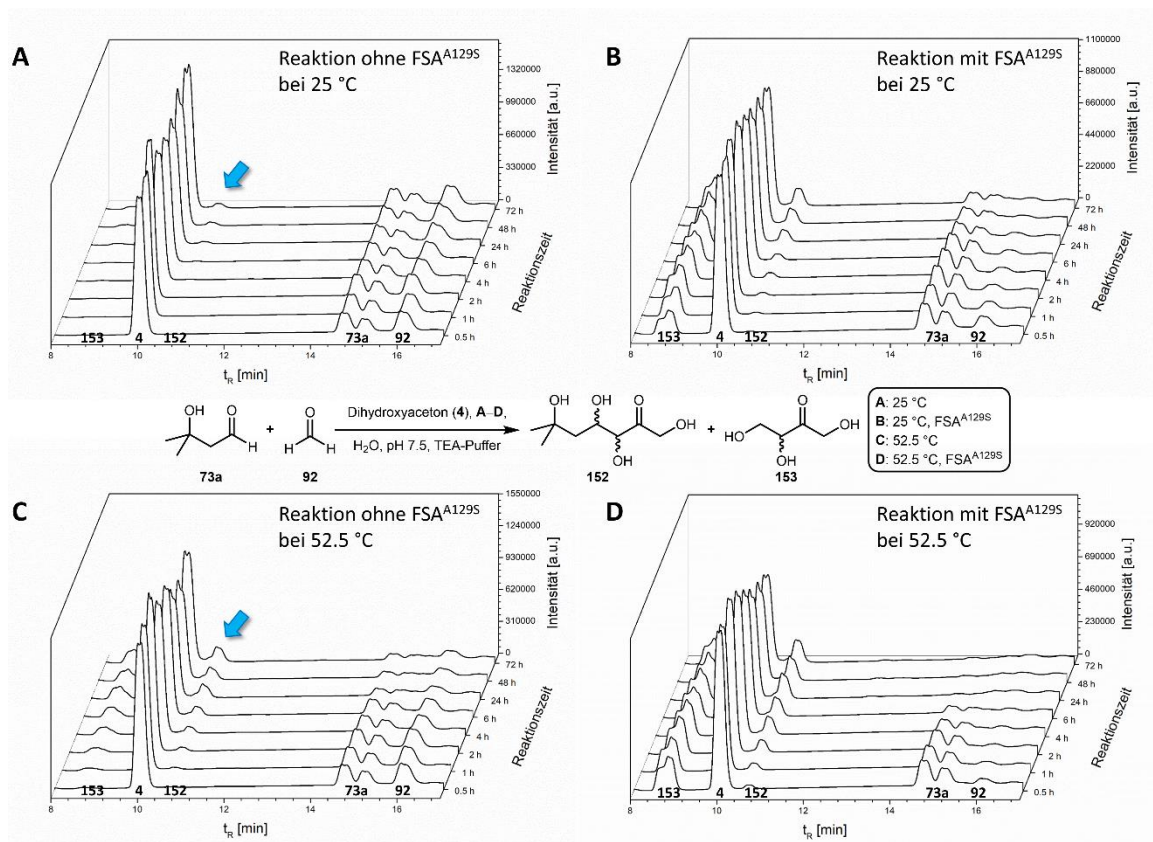 A
Reaktion ohne FSA^A129S
bei 25 °C
1320000
990000
660000
330000
0
Intensität [a.u.]
72 h
48 h
24 h
6 h
4 h
2 h
1 h
0.5 h
Reaktionszeit
153 4 152 73a 92
8 10 12 14 16
t_R [min]
B
Reaktion mit FSA^A129S
bei 25 °C
1100000
880000
660000
440000
220000
0
Intensität [a.u.]
72 h
48 h
24 h
6 h
4 h
2 h
1 h
0.5 h
Reaktionszeit
153 4 152 73a 92
8 10 12 14 16
t_R [min]
OH O
H
73a
+
O
H H
92
Dihydroxyaceton (4), A–D,
H2O, pH 7.5, TEA-Puffer
OH OH O
OH
OH
152
+
O
HO OH
OH
153
A: 25 °C
B: 25 °C, FSA^A129S
C: 52.5 °C
D: 52.5 °C, FSA^A129S
C
Reaktion ohne FSA^A129S
bei 52.5 °C
1550000
1240000
930000
620000
310000
0
Intensität [a.u.]
72 h
48 h
24 h
6 h
4 h
2 h
1 h
0.5 h
Reaktionszeit
153 4 152 73a 92
8 10 12 14 16
t_R [min]
D
Reaktion mit FSA^A129S
bei 52.5 °C
920000
690000
460000
230000
0
Intensität [a.u.]
72 h
48 h
24 h
6 h
4 h
2 h
1 h
0.5 h
Reaktionszeit
153 4 152 73a 92
8 10 12 14 16
t_R [min]